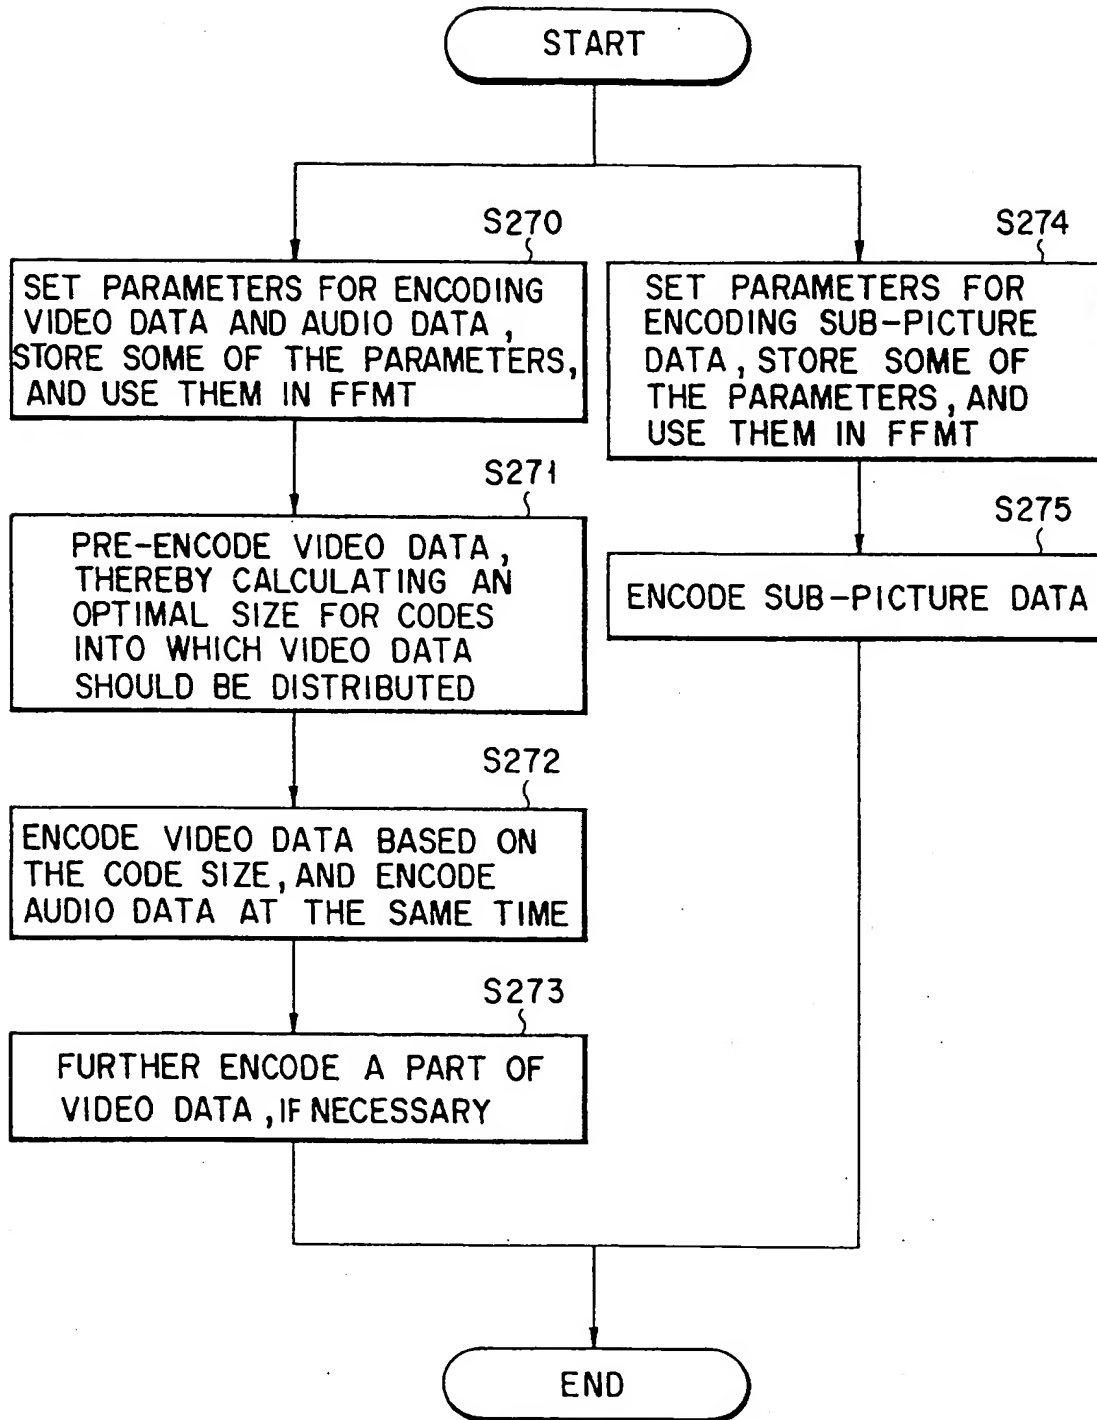 START
S270
SET PARAMETERS FOR ENCODING
VIDEO DATA AND AUDIO DATA,
STORE SOME OF THE PARAMETERS,
AND USE THEM IN FFMT
S271
PRE-ENCODE VIDEO DATA,
THEREBY CALCULATING AN
OPTIMAL SIZE FOR CODES
INTO WHICH VIDEO DATA
SHOULD BE DISTRIBUTED
S272
ENCODE VIDEO DATA BASED ON
THE CODE SIZE, AND ENCODE
AUDIO DATA AT THE SAME TIME
S273
FURTHER ENCODE A PART OF
VIDEO DATA, IF NECESSARY
S274
SET PARAMETERS FOR
ENCODING SUB-PICTURE
DATA, STORE SOME OF
THE PARAMETERS, AND
USE THEM IN FFMT
S275
ENCODE SUB-PICTURE DATA
END